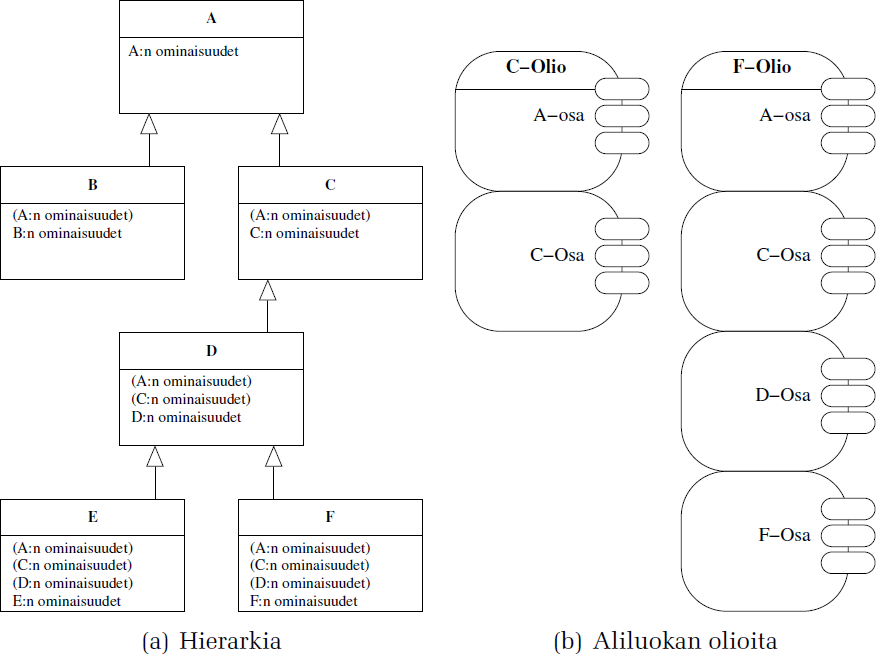 A
A:n ominaisuudet
B
(A:n ominaisuudet)
B:n ominaisuudet
C
(A:n ominaisuudet)
C:n ominaisuudet
D
(A:n ominaisuudet)
(C:n ominaisuudet)
D:n ominaisuudet
E
(A:n ominaisuudet)
(C:n ominaisuudet)
(D:n ominaisuudet)
E:n ominaisuudet
F
(A:n ominaisuudet)
(C:n ominaisuudet)
(D:n ominaisuudet)
F:n ominaisuudet
(a) Hierarkia
C−Olio
A−osa
C−Osa
F−Olio
A−osa
C−Osa
D−Osa
F−Osa
(b) Aliluokan olioita